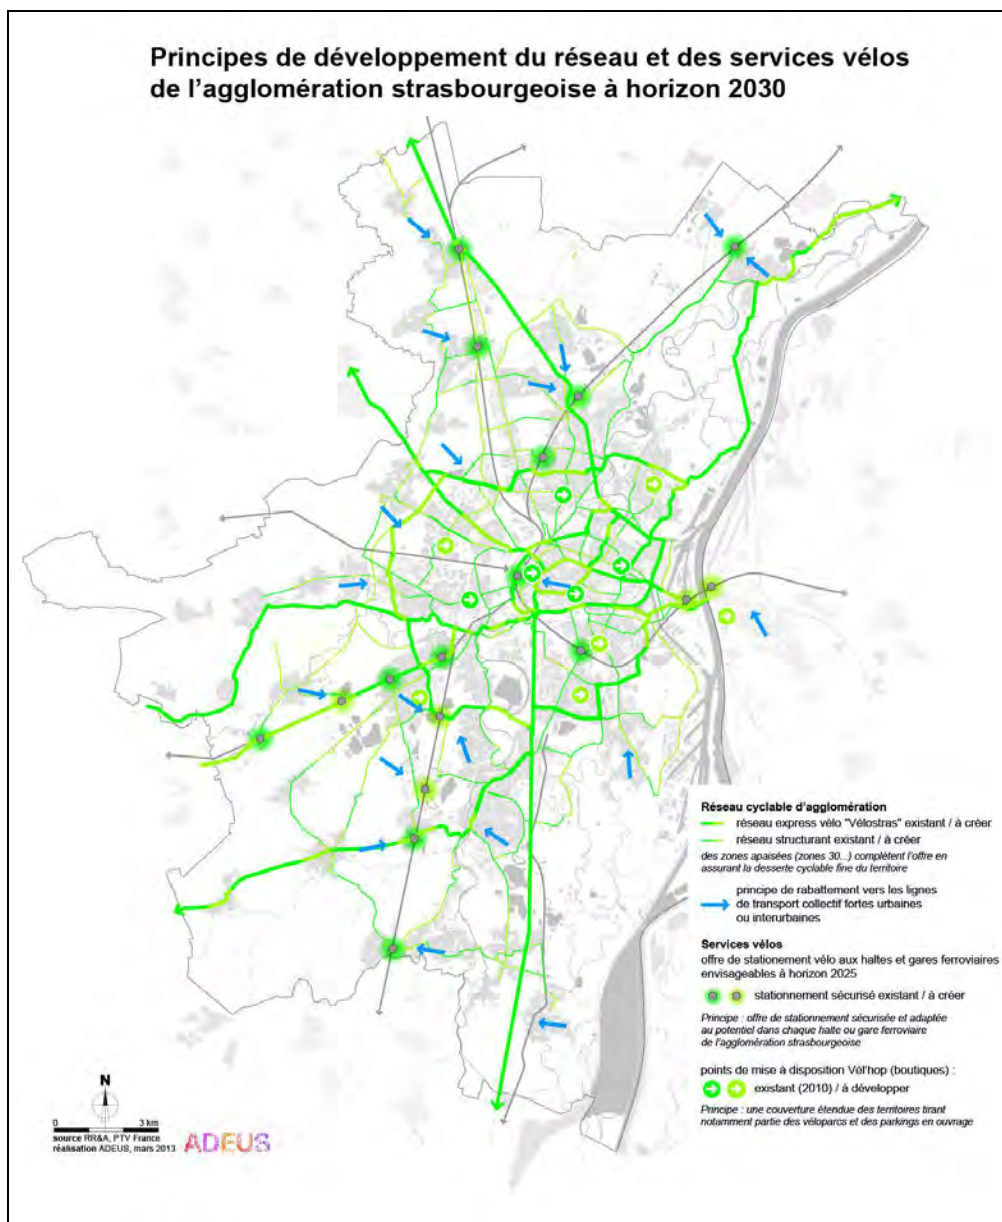 Principes de développement du réseau et des services vélos
de l'agglomération strasbourgeoise à horizon 2030
Réseau cyclable d'agglomération
réseau express vélo "Vélostras" existant / à créer
réseau structurant existant / à créer
des zones apaisées (zones 30...) complètent l'offre en
assurant la desserte cyclable fine du territoire
principe de rabattement vers les lignes
de transport collectif fortes urbaines
ou interurbaines
Services vélos
offre de stationement vélo aux haltes et gares ferroviaires
envisageables à horizon 2025
stationnement sécurisé existant / à créer
Principe : offre de stationnement sécurisée et adaptée
au potentiel dans chaque halte ou gare ferroviaire
de l'agglomération strasbourgeoise
points de mise à disposition Vél'hop (boutiques) :
existant (2010) / à développer
Principe : une couverture étendue des territoires tirant
notamment partie des véloparcs et des parkings en ouvrage
N
0 3 km
source RR&A, PTV France
réalisation ADEUS, mars 2013
ADEUS